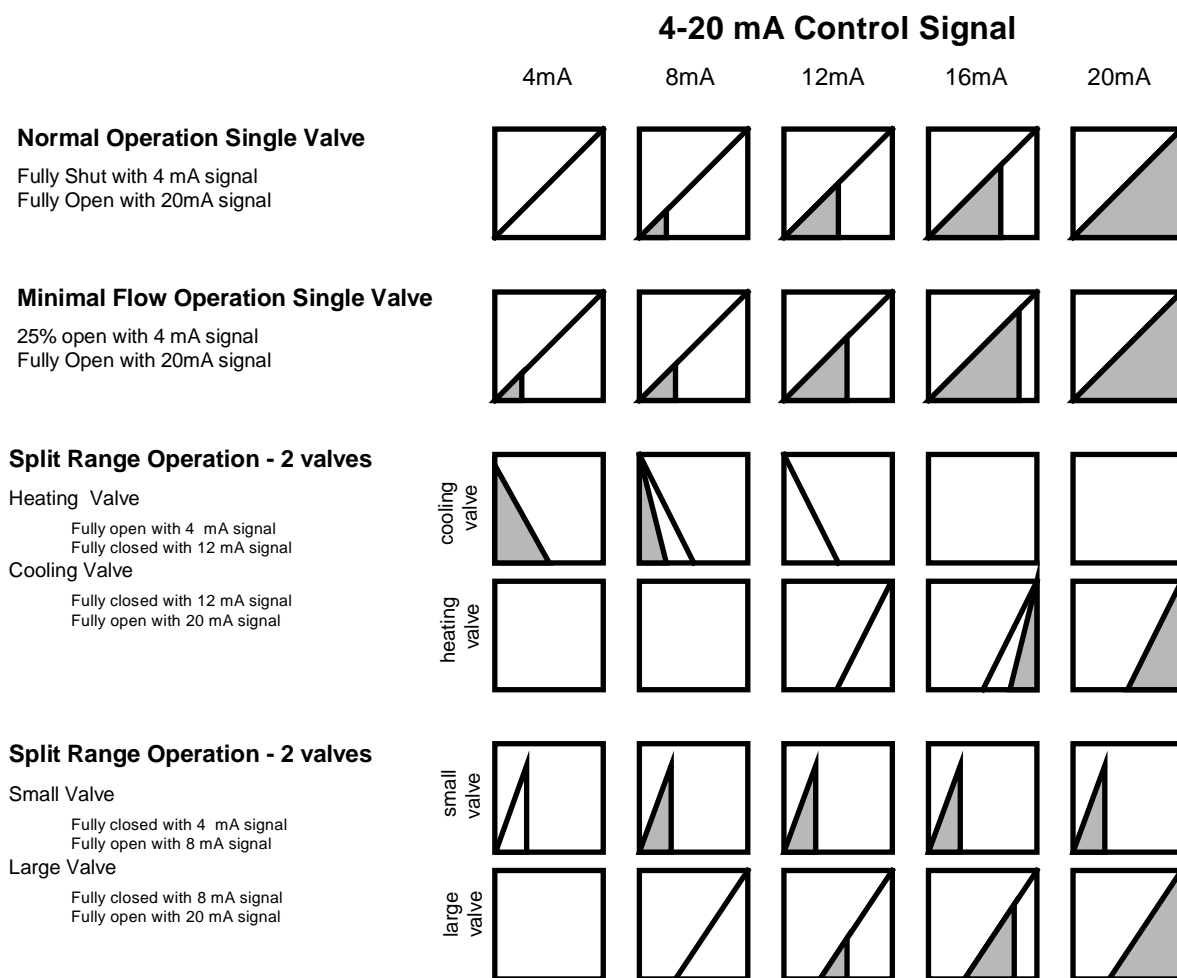 4-20 mA Control Signal
4mA 8mA 12mA 16mA 20mA
Normal Operation Single Valve
Fully Shut with 4 mA signal
Fully Open with 20mA signal
Minimal Flow Operation Single Valve
25% open with 4 mA signal
Fully Open with 20mA signal
Split Range Operation - 2 valves
Heating Valve
Fully open with 4 mA signal
Fully closed with 12 mA signal
Cooling Valve
Fully closed with 12 mA signal
Fully open with 20 mA signal
cooling
valve
heating
valve
Split Range Operation - 2 valves
Small Valve
Fully closed with 4 mA signal
Fully open with 8 mA signal
Large Valve
Fully closed with 8 mA signal
Fully open with 20 mA signal
small
valve
large
valve